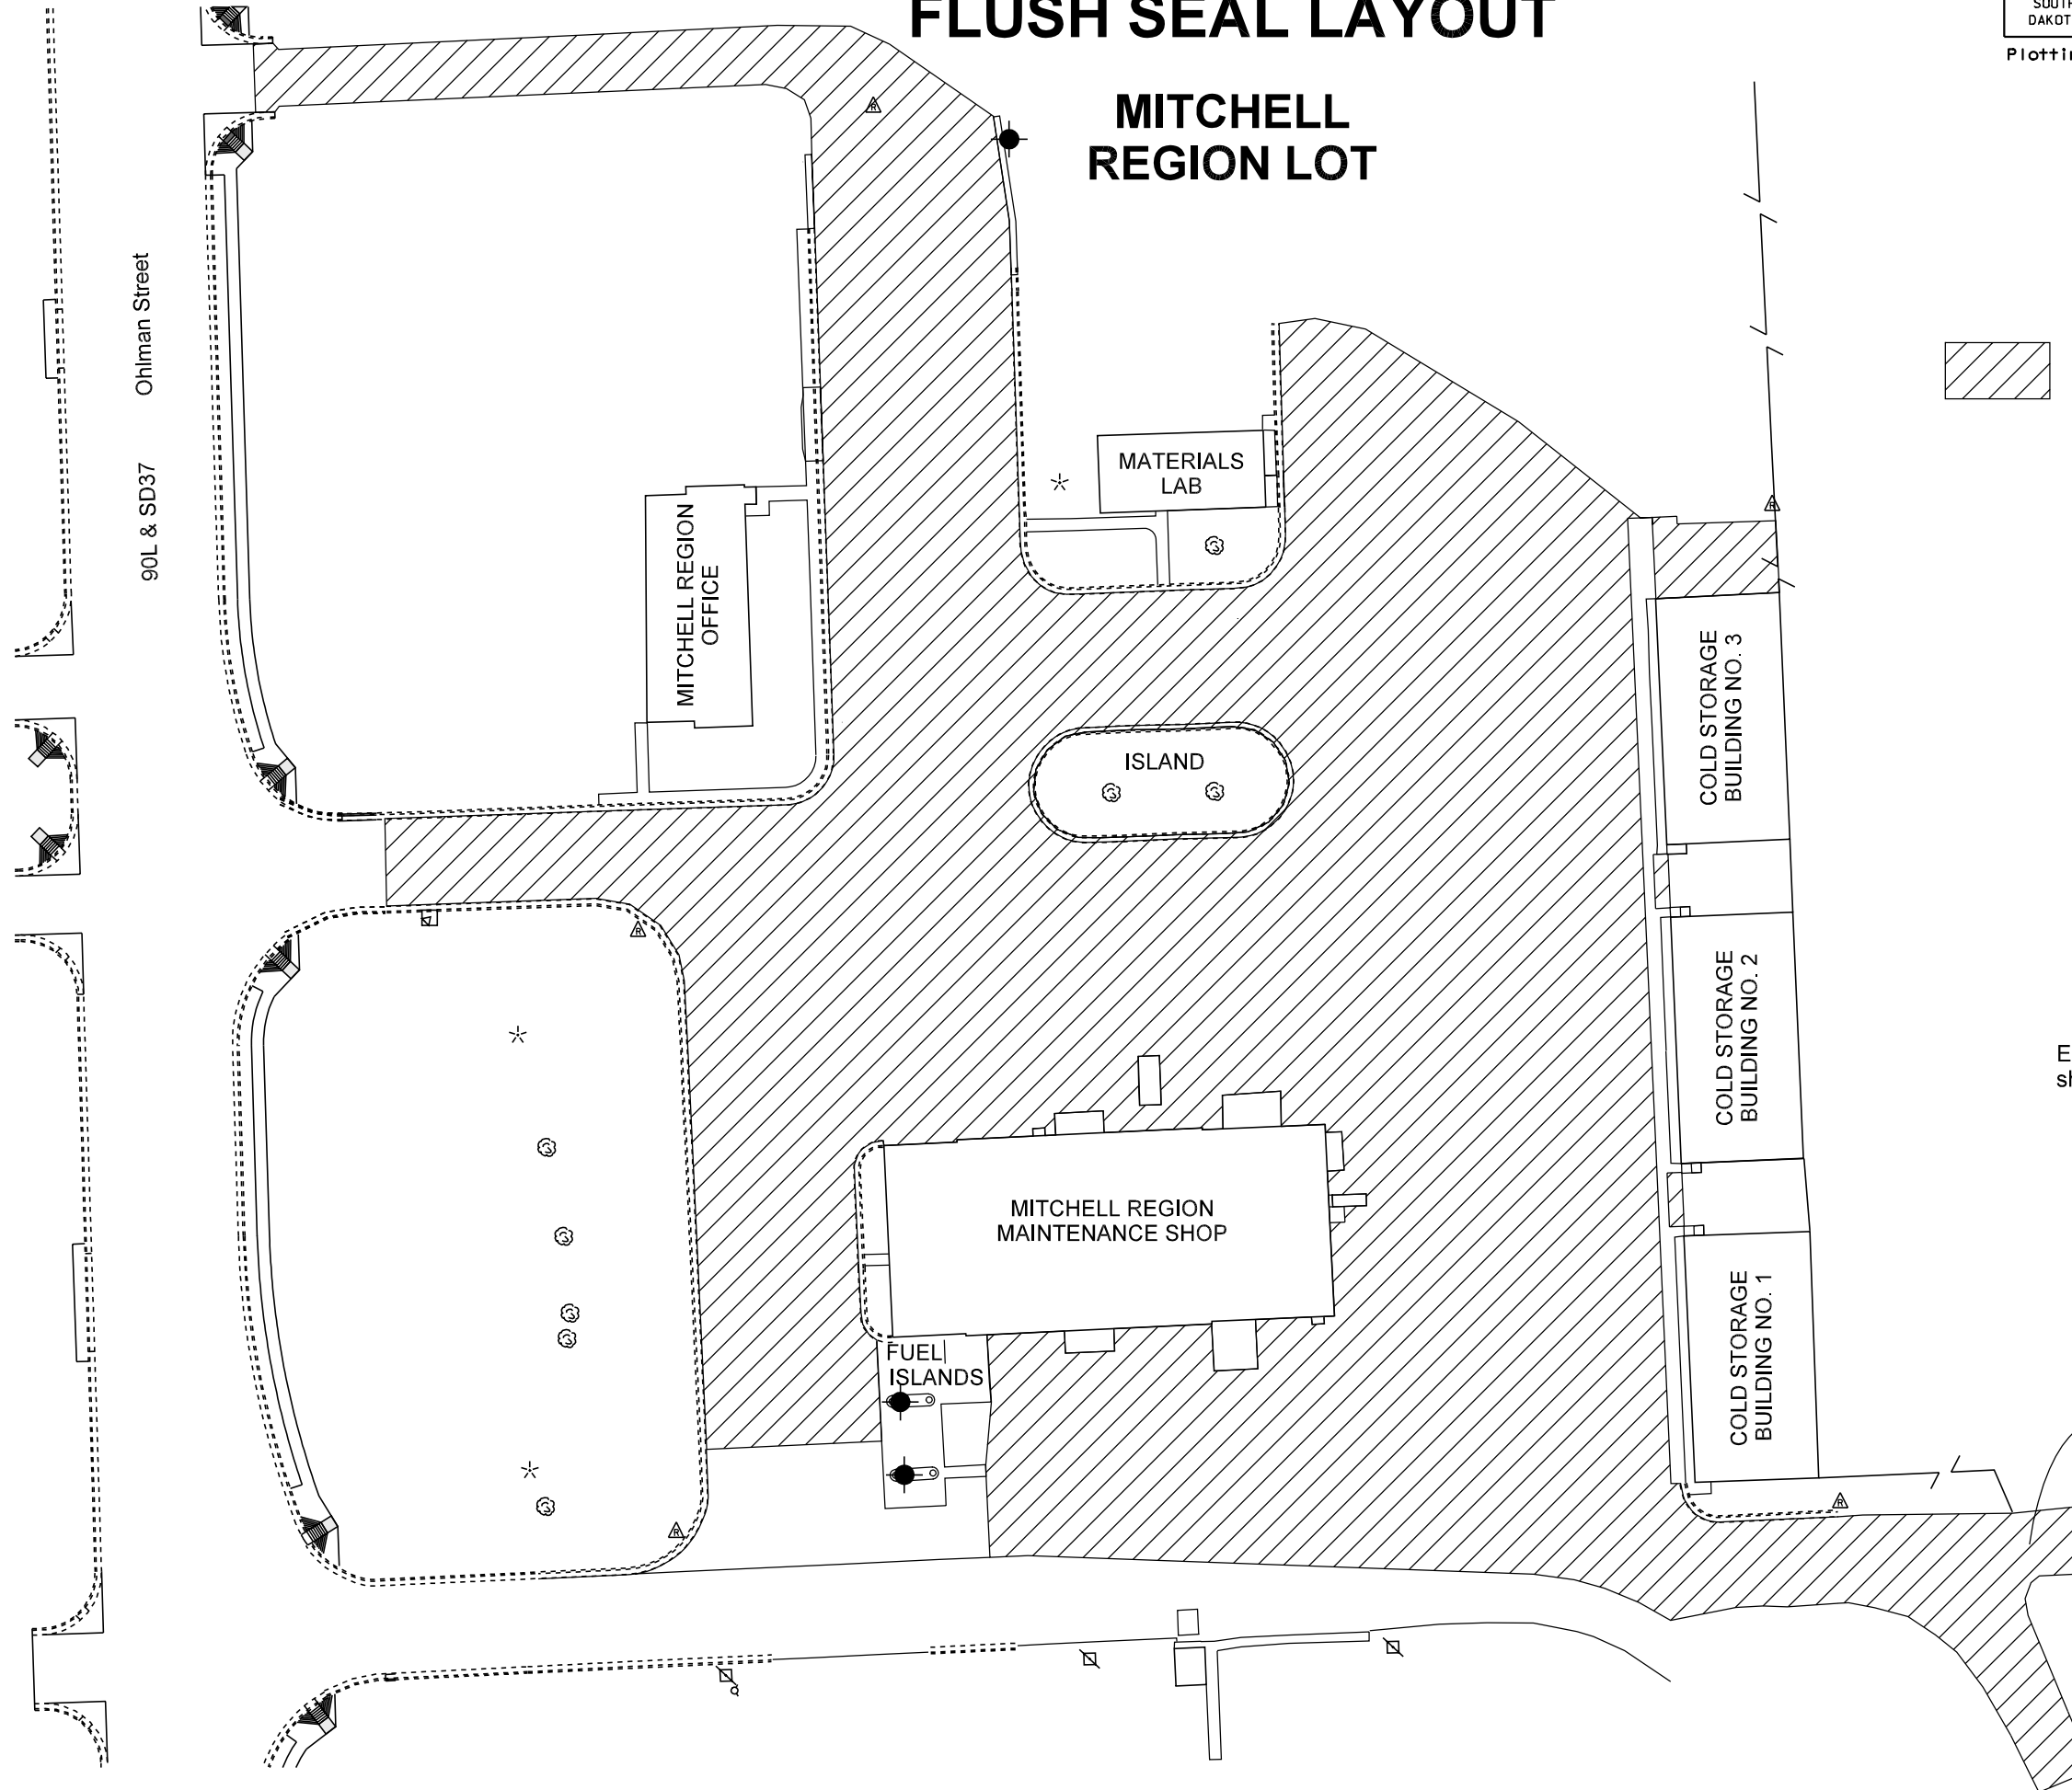 FLUSH SEAL LAYOUT
MITCHELL
REGION LOT
90L & SD37 Ohlman Street
MATERIALS
LAB
MITCHELL REGION
OFFICE
ISLAND
COLD STORAGE
BUILDING NO. 3
COLD STORAGE
BUILDING NO. 2
COLD STORAGE
BUILDING NO. 1
MITCHELL REGION
MAINTENANCE SHOP
FUEL
ISLANDS